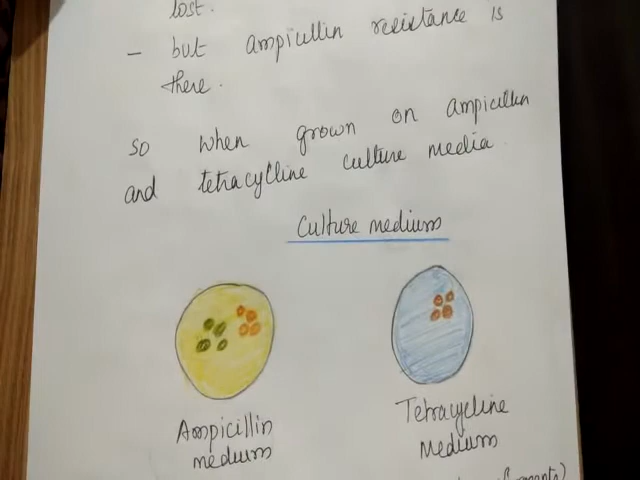 lost.
- but ampicillin resistance is
there.
so when grown on ampicillin
and tetracycline culture media.
Culture mediums
Ampicillin
medium
Tetracycline
Medium